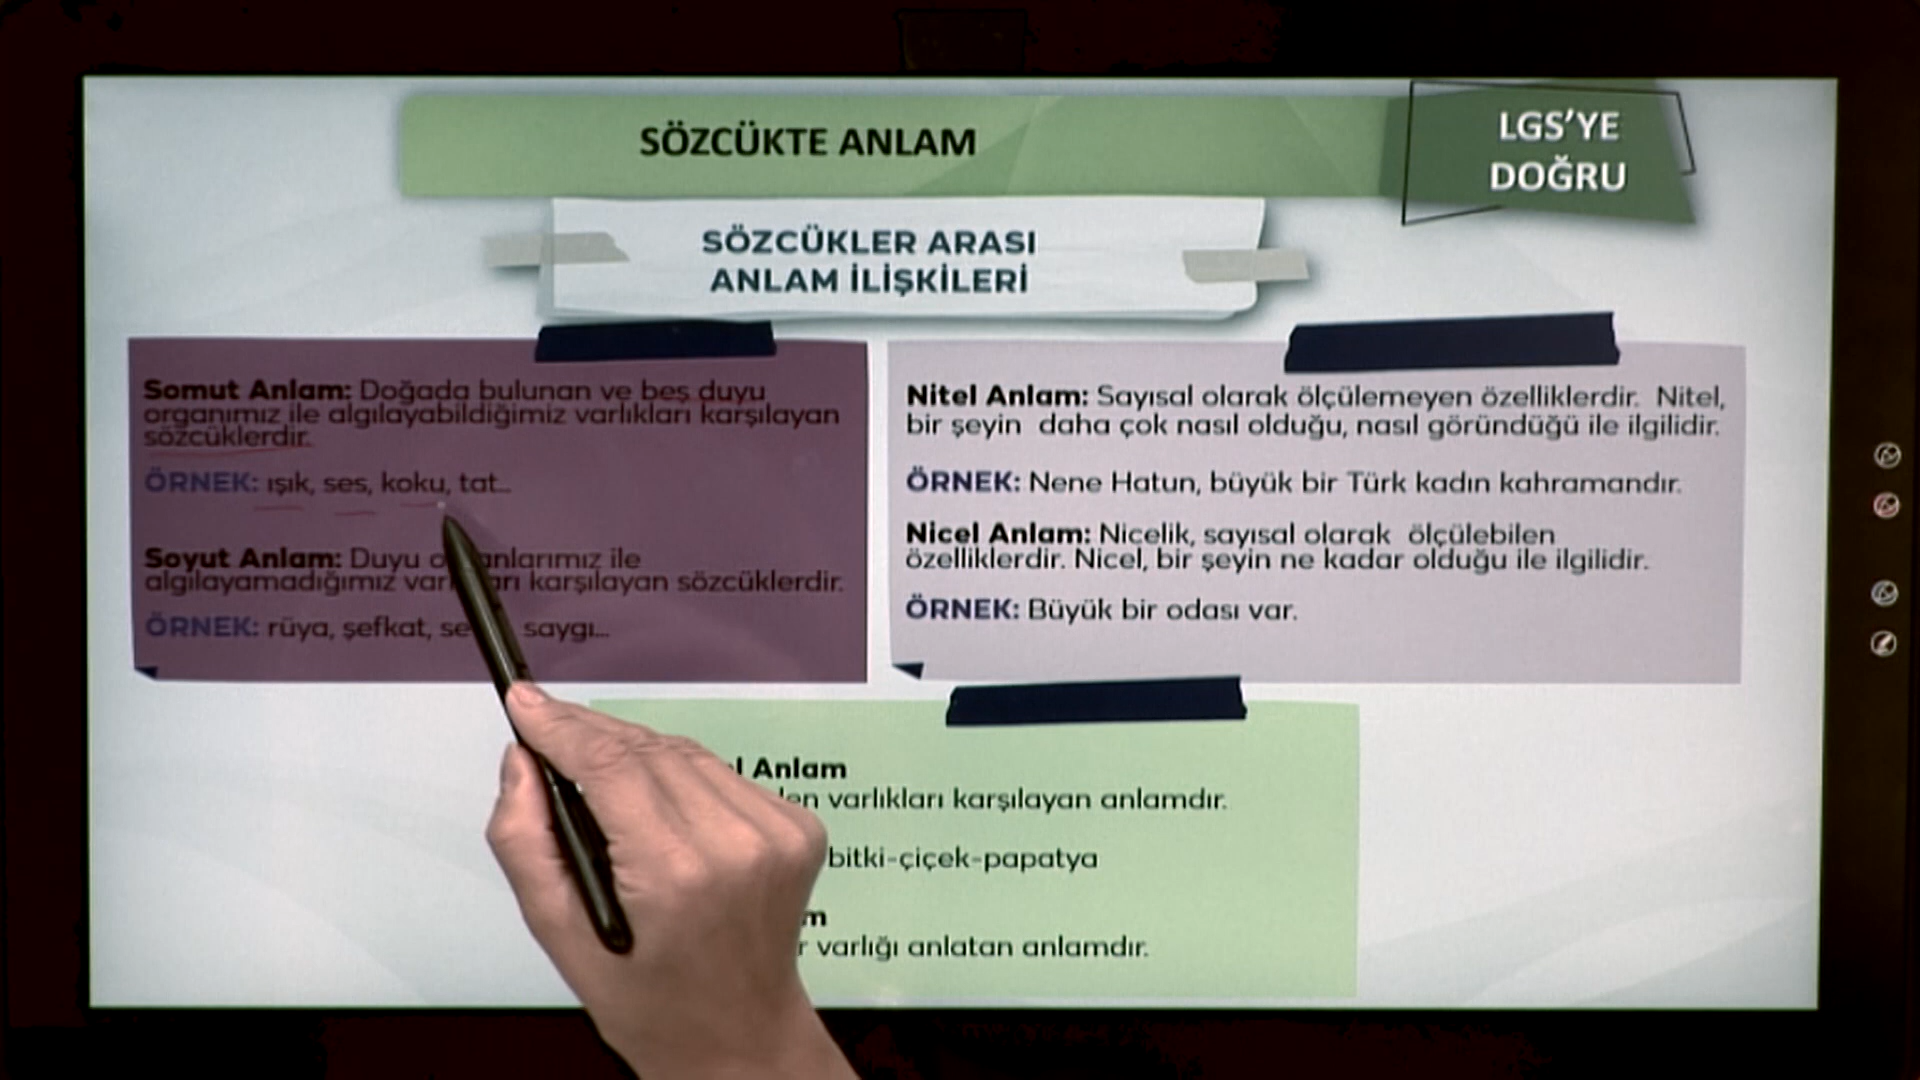 SÖZCÜKTE ANLAM
LGS'YE
DOĞRU
SÖZCÜKLER ARASI
ANLAM İLİŞKİLERİ
Somut Anlam: Doğada bulunan ve beş duyu
organımız ile algılayabildiğimiz varlıkları karşılayan
sözcüklerdir.
ÖRNEK: ışık, ses, koku, tat...
Soyut Anlam: Duyu ile
algılayamadığımız karşılayan sözcüklerdir.
ÖRNEK: rüya, şefkat, saygı...
Nitel Anlam: Sayısal olarak ölçülemeyen özelliklerdir. Nitel,
bir şeyin daha çok nasıl olduğu, nasıl göründüğü ile ilgilidir.
ÖRNEK: Nene Hatun, büyük bir Türk kadın kahramandır.
Nicel Anlam: Nicelik, sayısal olarak ölçülebilen
özelliklerdir. Nicel, bir şeyin ne kadar olduğu ile ilgilidir.
ÖRNEK: Büyük bir odası var.
Anlam
varlıkları karşılayan anlamdır.
bitki-çiçek-papatya
varlığı anlatan anlamdır.